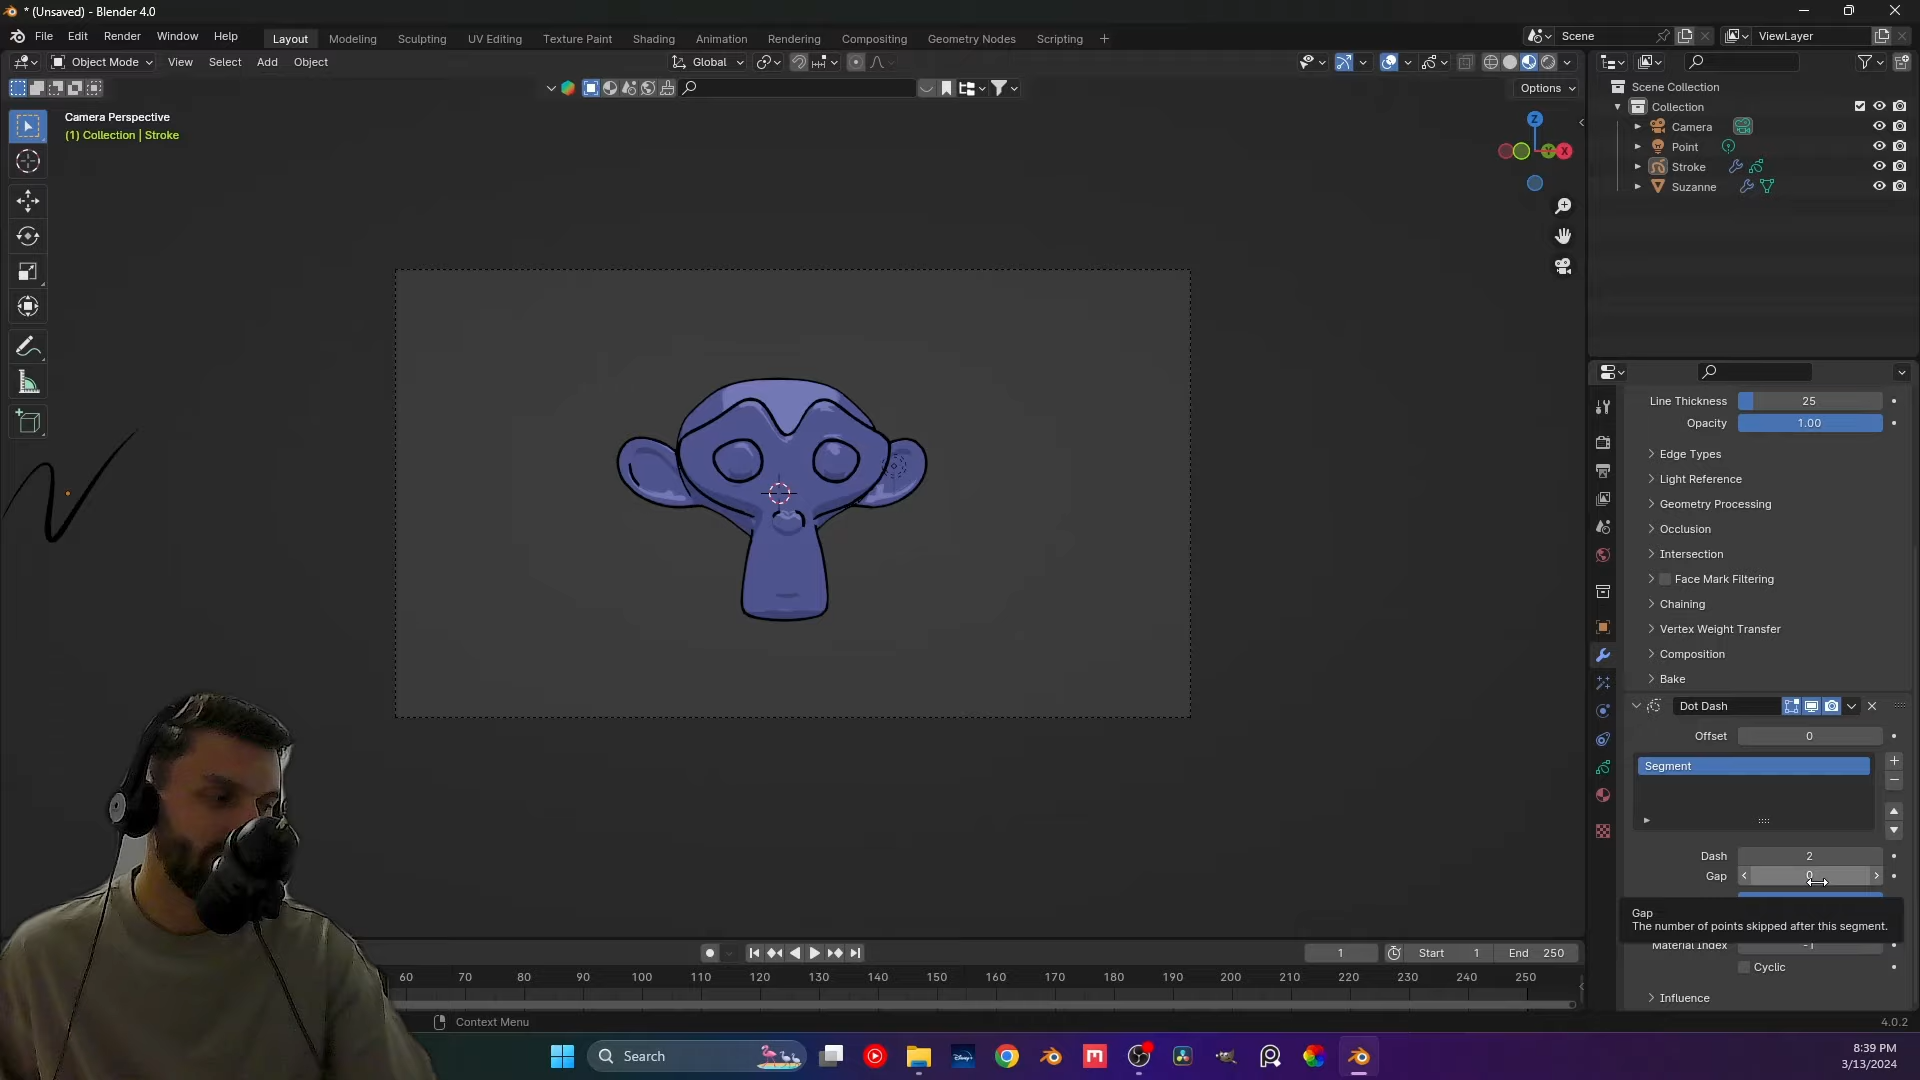 * (Unsaved) - Blender 4.0
File Edit Render Window Help Layout Modeling Sculpting UV Editing Texture Paint Shading Animation Rendering Compositing Geometry Nodes Scripting + Scene ViewLayer
Object Mode View Select Add Object Global
Options
Camera Perspective
(1) Collection | Stroke
Z
Y
X
Scene Collection
Collection
Camera
Point
Stroke
Suzanne
Line Thickness 25
Opacity 1.00
Edge Types
Light Reference
Geometry Processing
Occlusion
Intersection
Face Mark Filtering
Chaining
Vertex Weight Transfer
Composition
Bake
Dot Dash
Offset 0
Segment
Dash 2
Gap 0
Gap
The number of points skipped after this segment.
Material Index -1
Cyclic
Influence
1 Start 1 End 250
60 70 80 90 100 110 120 130 140 150 160 170 180 190 200 210 220 230 240 250
Context Menu
4.0.2
Search
8:39 PM
3/13/2024